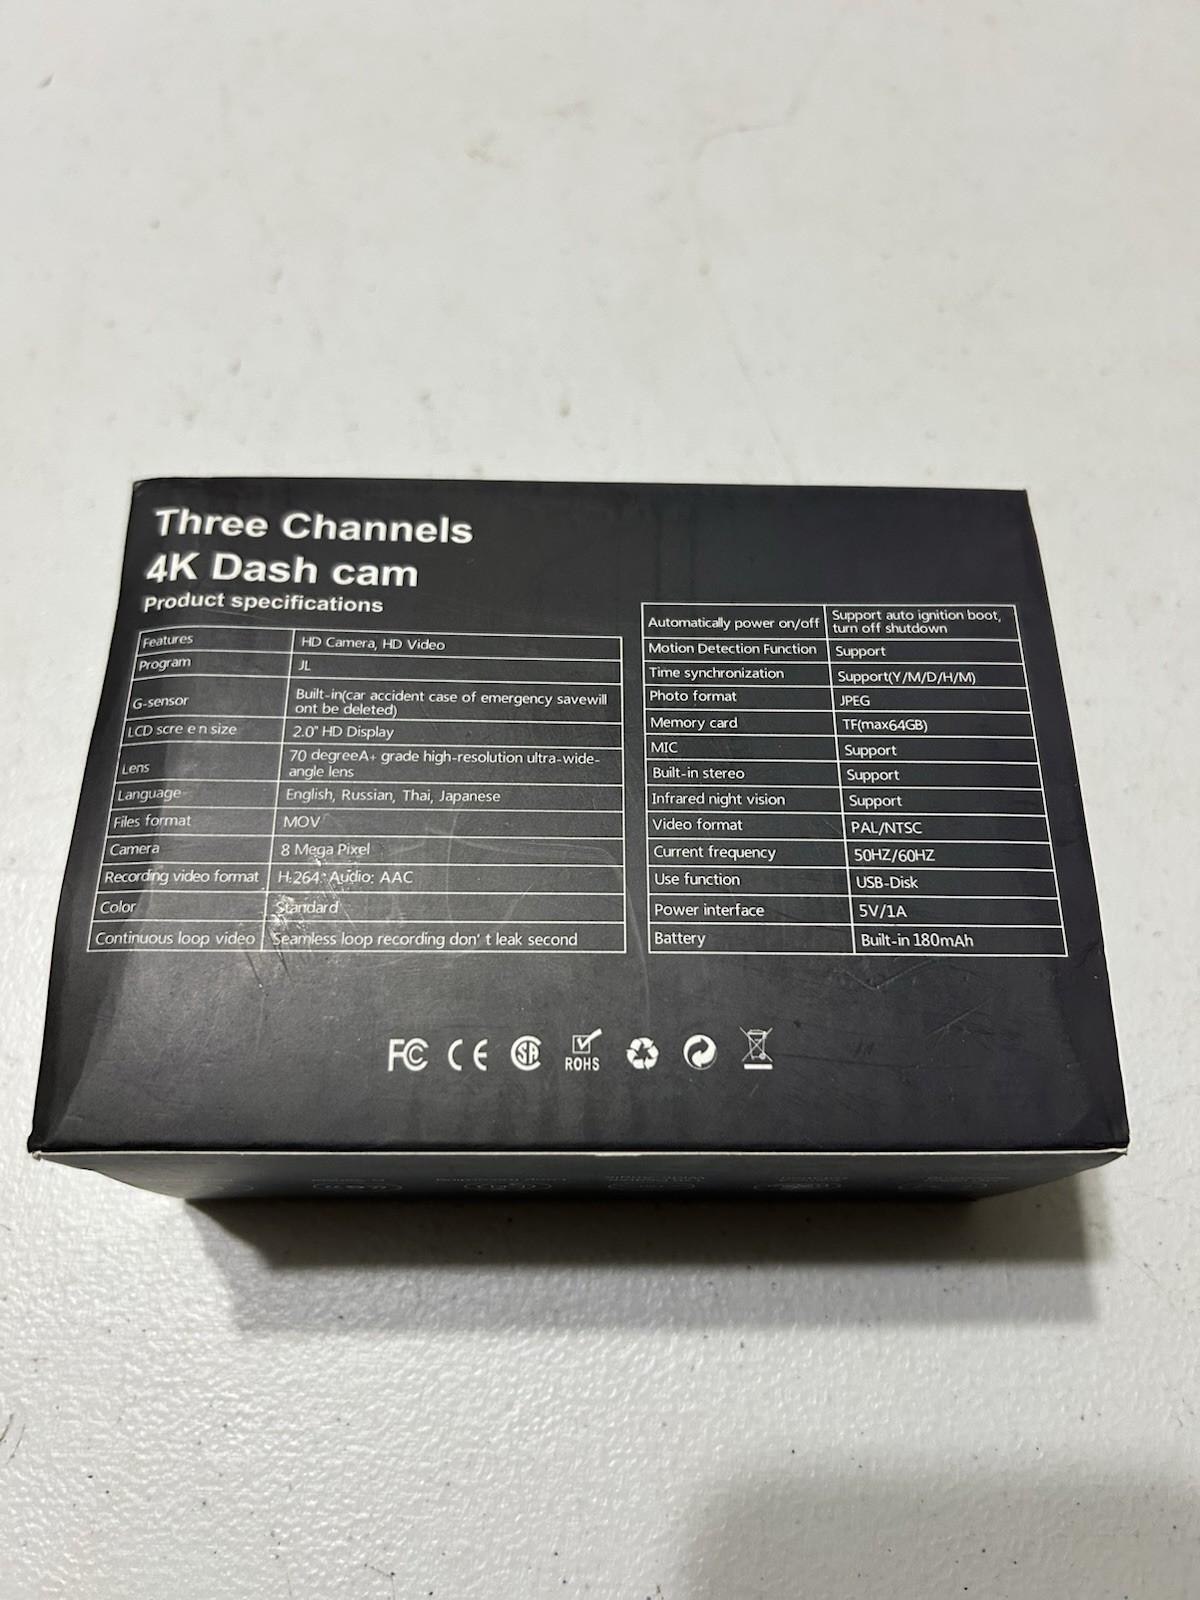 Three Channels
4K Dash cam
Product specifications
Features HD Camera, HD Video
Program JL
G-sensor Built-in(car accident case of emergency savewill
ont be deleted)
LCD scre e n size 2.0" HD Display
Lens 70 degreeA+ grade high-resolution ultra-wide-
angle lens
Language English, Russian, Thai, Japanese
Files format MOV
Camera 8 Mega Pixel
Recording video format H.264; Audio: AAC
Color Standard
Continuous loop video Seamless loop recording don't leak second
Automatically power on/off Support auto ignition boot,
turn off shutdown
Motion Detection Function Support
Time synchronization Support(Y/M/D/H/M)
Photo format JPEG
Memory card TF(max64GB)
MIC Support
Built-in stereo Support
Infrared night vision Support
Video format PAL/NTSC
Current frequency 50HZ/60HZ
Use function USB-Disk
Power interface 5V/1A
Battery Built-in 180mAh
FC CE SA ROHS